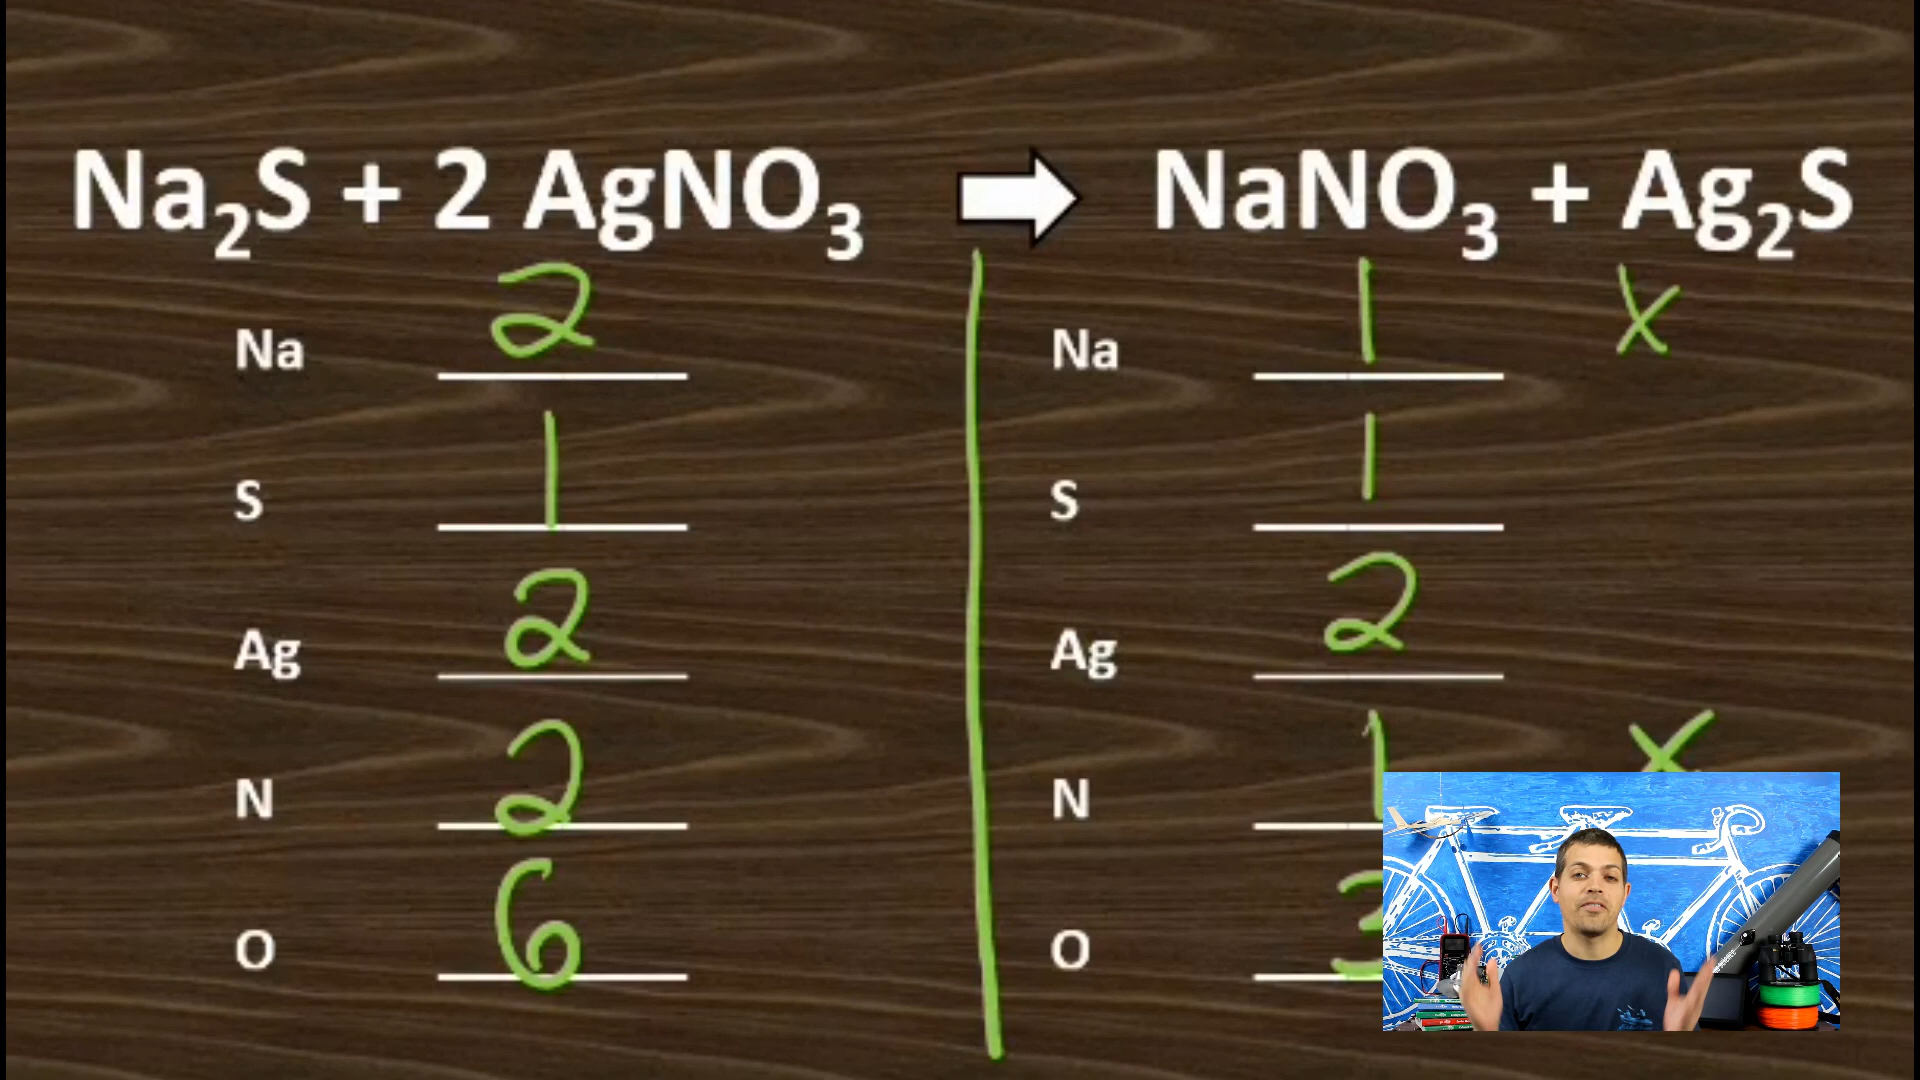 Na₂S + 2 AgNO₃ ➡ NaNO₃ + Ag₂S
Na 2 Na 1 X
S 1 S 1
Ag 2 Ag 2
N 2 N 1 X
O 6 O 3